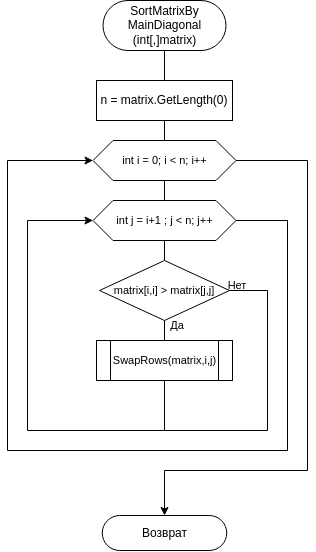 SortMatrixBy
MainDiagonal
(int[,]matrix)
n = matrix.GetLength(0)
int i = 0; i < n; i++
int j = i+1 ; j < n; j++
matrix[i,i] > matrix[j,j]
Нет
Да
SwapRows(matrix,i,j)
Возврат